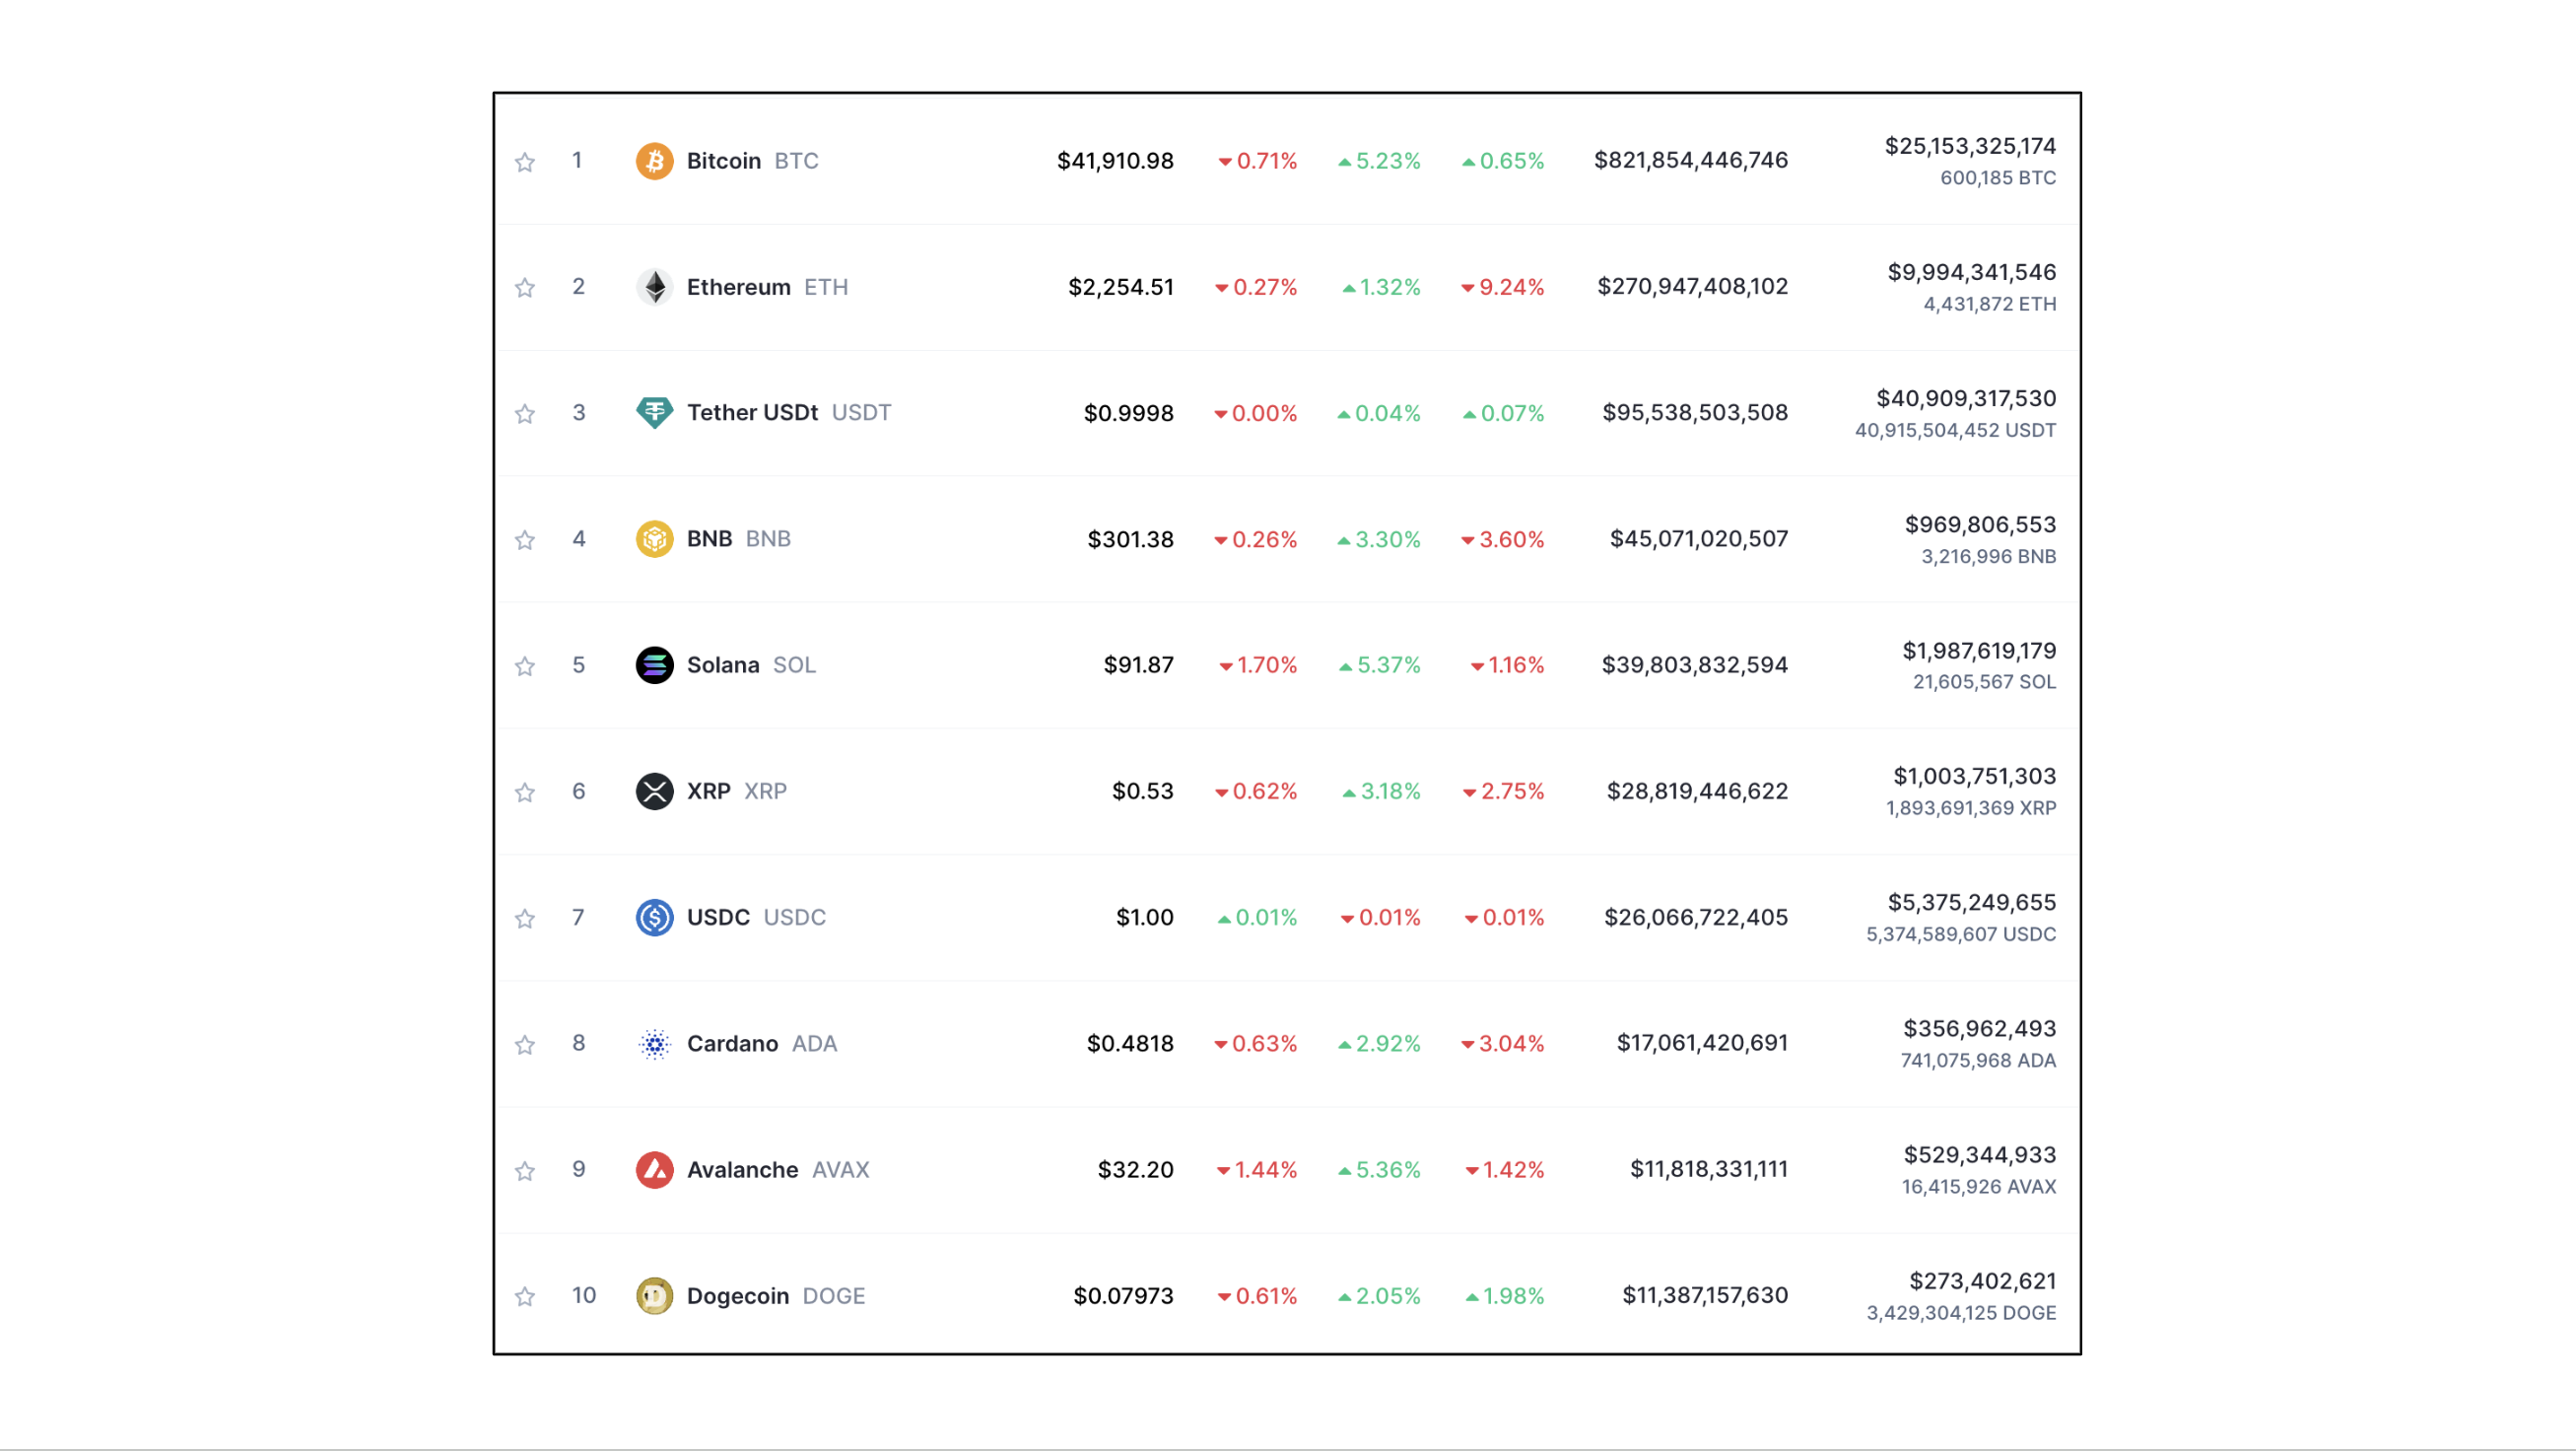 1 Bitcoin BTC $41,910.98 0.71% 5.23% 0.65% $821,854,446,746 $25,153,325,174
600,185 BTC
2 Ethereum ETH $2,254.51 0.27% 1.32% 9.24% $270,947,408,102 $9,994,341,546
4,431,872 ETH
3 Tether USDt USDT $0.9998 0.00% 0.04% 0.07% $95,538,503,508 $40,909,317,530
40,915,504,452 USDT
4 BNB BNB $301.38 0.26% 3.30% 3.60% $45,071,020,507 $969,806,553
3,216,996 BNB
5 Solana SOL $91.87 1.70% 5.37% 1.16% $39,803,832,594 $1,987,619,179
21,605,567 SOL
6 XRP XRP $0.53 0.62% 3.18% 2.75% $28,819,446,622 $1,003,751,303
1,893,691,369 XRP
7 USDC USDC $1.00 0.01% 0.01% 0.01% $26,066,722,405 $5,375,249,655
5,374,589,607 USDC
8 Cardano ADA $0.4818 0.63% 2.92% 3.04% $17,061,420,691 $356,962,493
741,075,968 ADA
9 Avalanche AVAX $32.20 1.44% 5.36% 1.42% $11,818,331,111 $529,344,933
16,415,926 AVAX
10 Dogecoin DOGE $0.07973 0.61% 2.05% 1.98% $11,387,157,630 $273,402,621
3,429,304,125 DOGE